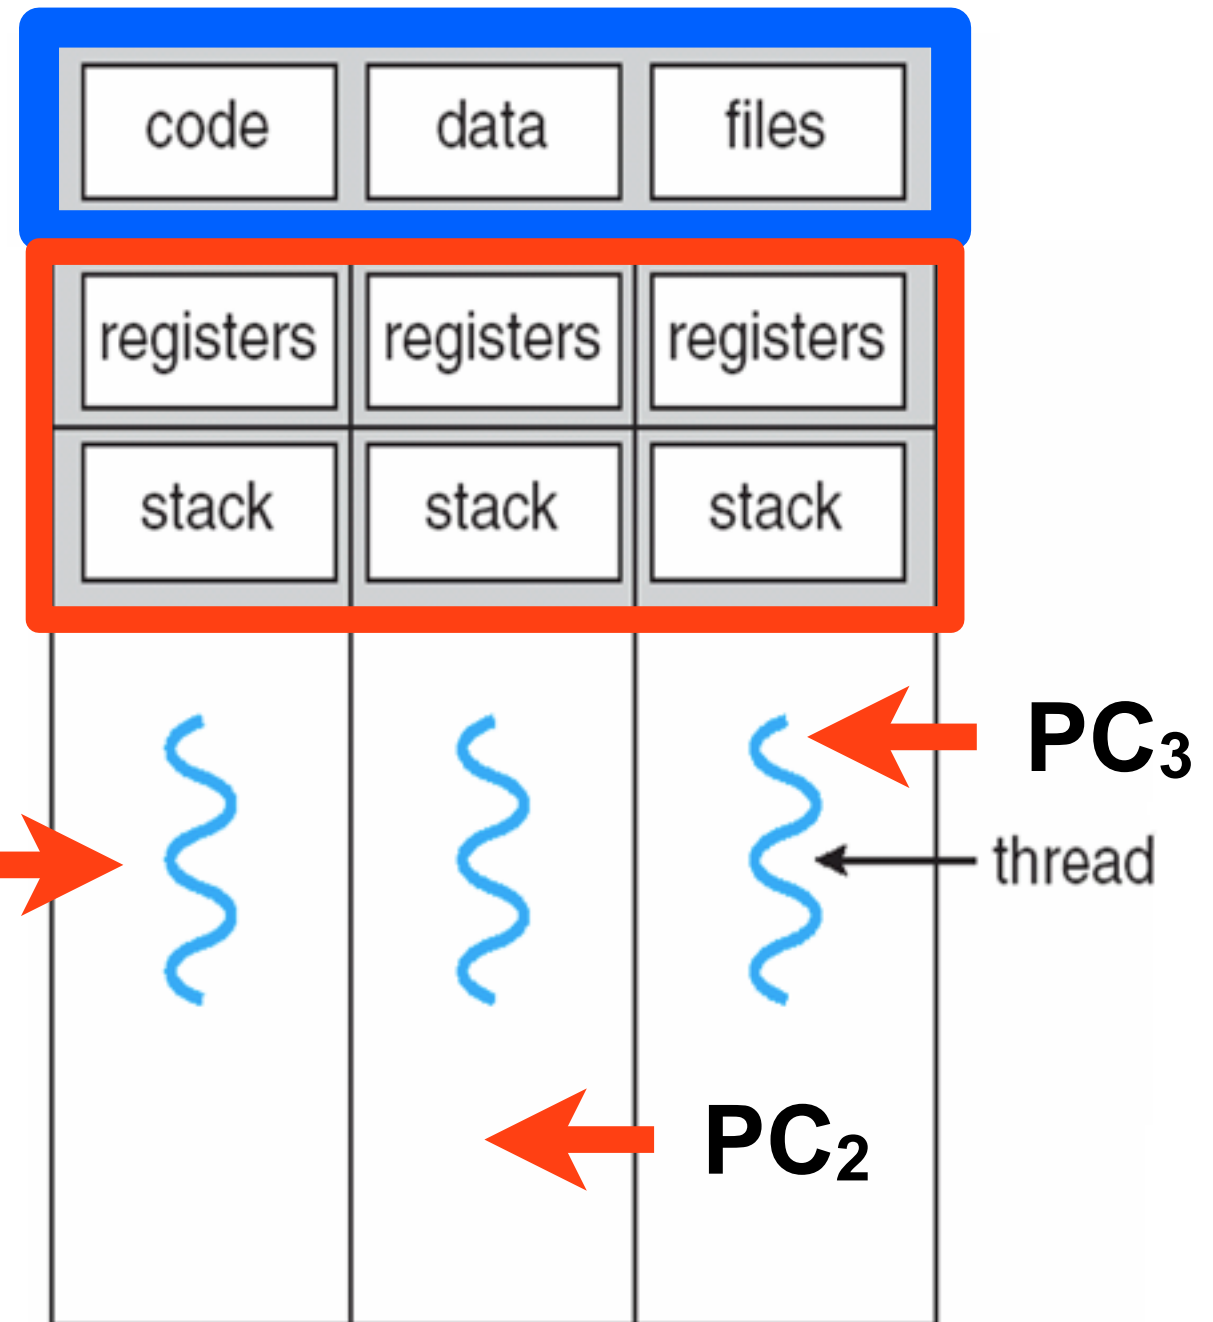 code data files
registers registers registers
stack stack stack
PC₃
thread
PC₂